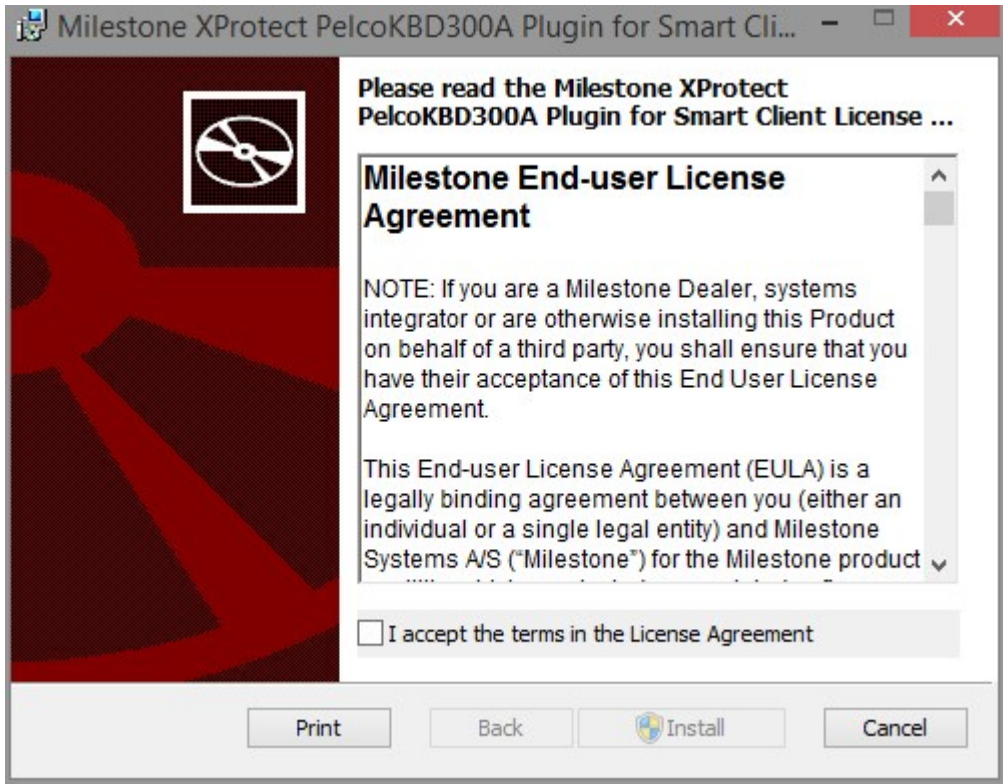 Milestone XProtect PelcoKBD300A Plugin for Smart Cli...
Please read the Milestone XProtect
PelcoKBD300A Plugin for Smart Client License ...
Milestone End-user License
Agreement
NOTE: If you are a Milestone Dealer, systems
integrator or are otherwise installing this Product
on behalf of a third party, you shall ensure that you
have their acceptance of this End User License
Agreement.
This End-user License Agreement (EULA) is a
legally binding agreement between you (either an
individual or a single legal entity) and Milestone
Systems A/S (“Milestone”) for the Milestone product
I accept the terms in the License Agreement
Print Back Install Cancel